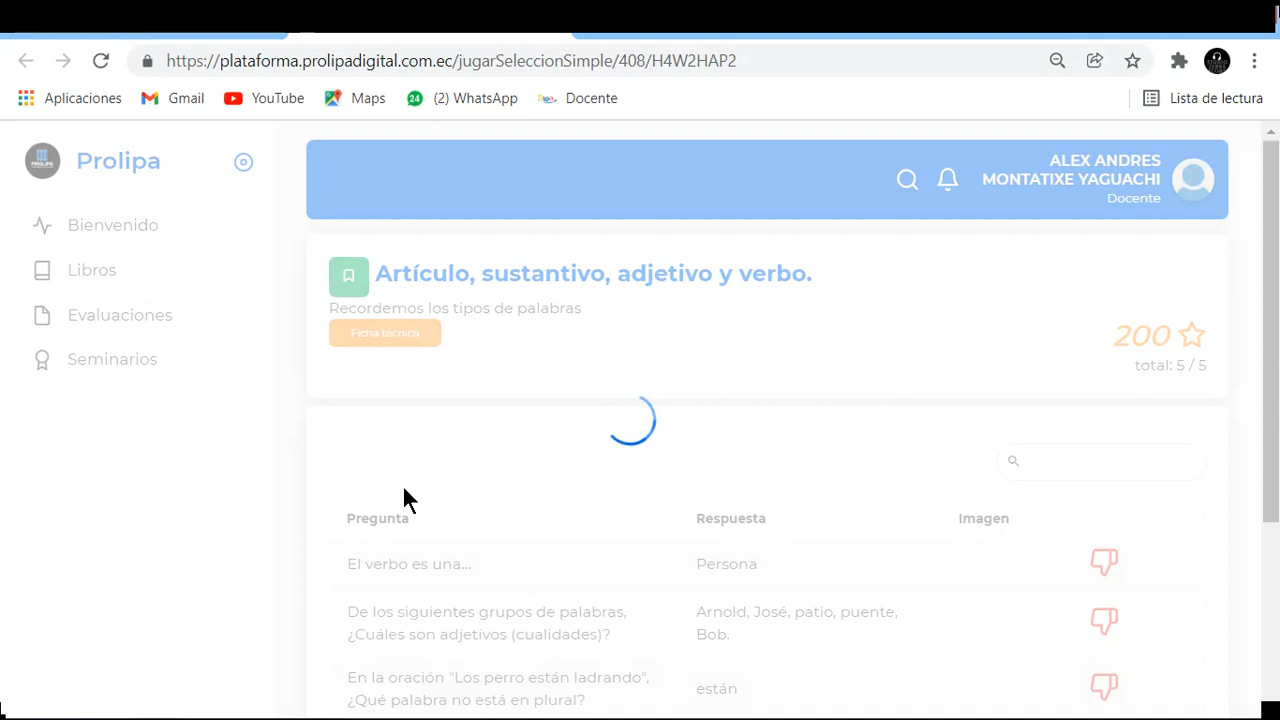 https://plataforma.prolipadigital.com.ec/jugarSeleccionSimple/408/H4W2HAP2
Aplicaciones
Gmail
YouTube
Maps
24
(2) WhatsApp
Docente
Lista de lectura
PROLIPA
Prolipa
ALEX ANDRES
MONTATIXE YAGUACHI
Docente
Bienvenido
Libros
Evaluaciones
Seminarios
Artículo, sustantivo, adjetivo y verbo.
Recordemos los tipos de palabras
Ficha técnica
200
total: 5 / 5
Pregunta
Respuesta
Imagen
El verbo es una...
Persona
De los siguientes grupos de palabras,
¿Cuáles son adjetivos (cualidades)?
Arnold, José, patio, puente,
Bob.
En la oración "Los perro están ladrando",
¿Qué palabra no está en plural?
están